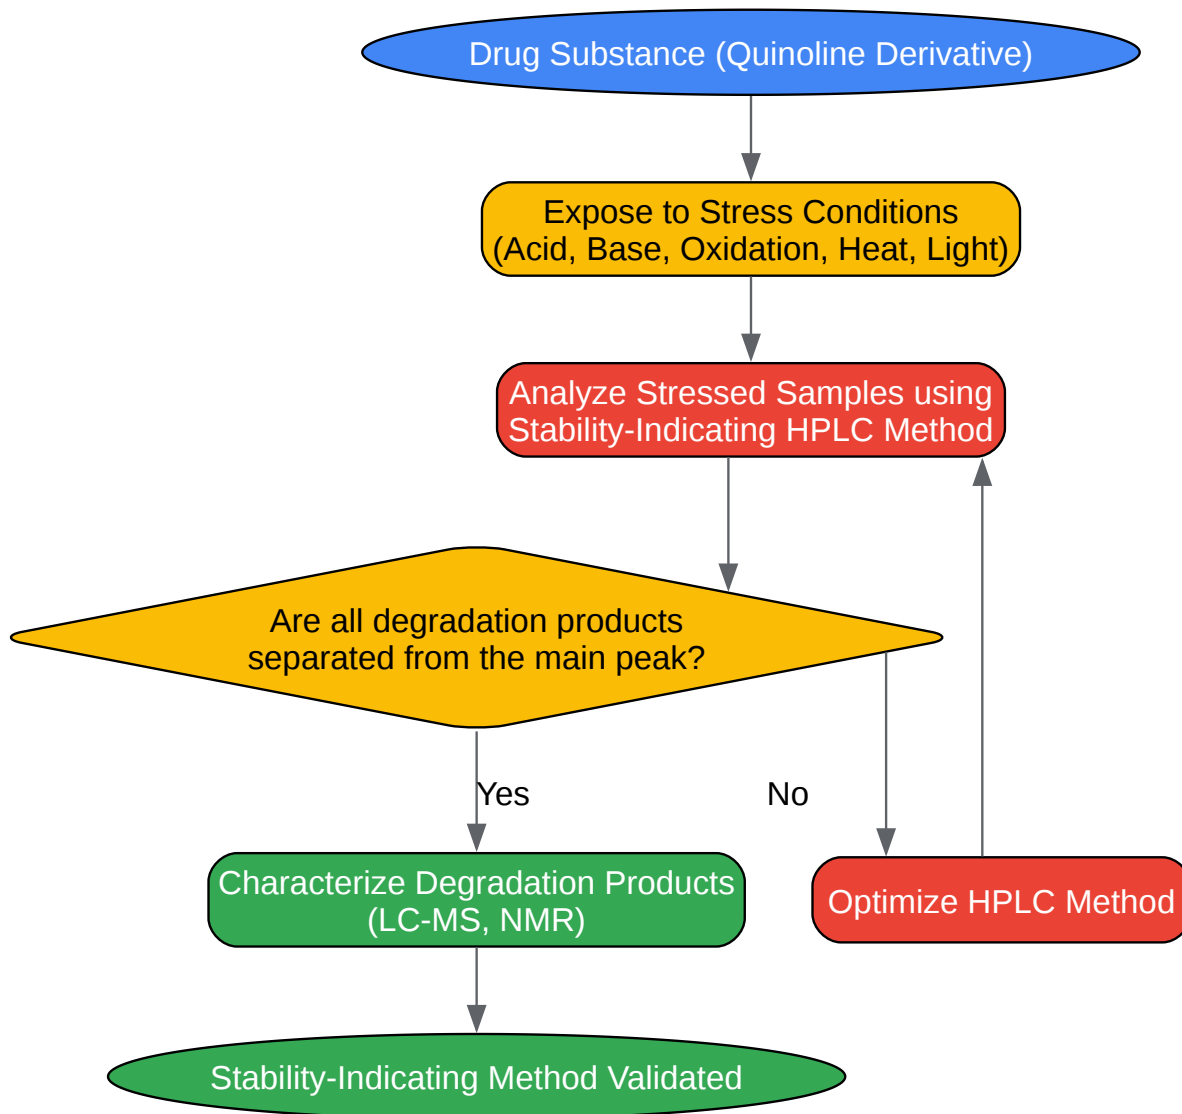 Drug Substance (Quinoline Derivative)
Expose to Stress Conditions
(Acid, Base, Oxidation, Heat, Light)
Analyze Stressed Samples using
Stability-Indicating HPLC Method
Are all degradation products
separated from the main peak?
Yes
No
Characterize Degradation Products
(LC-MS, NMR)
Optimize HPLC Method
Stability-Indicating Method Validated